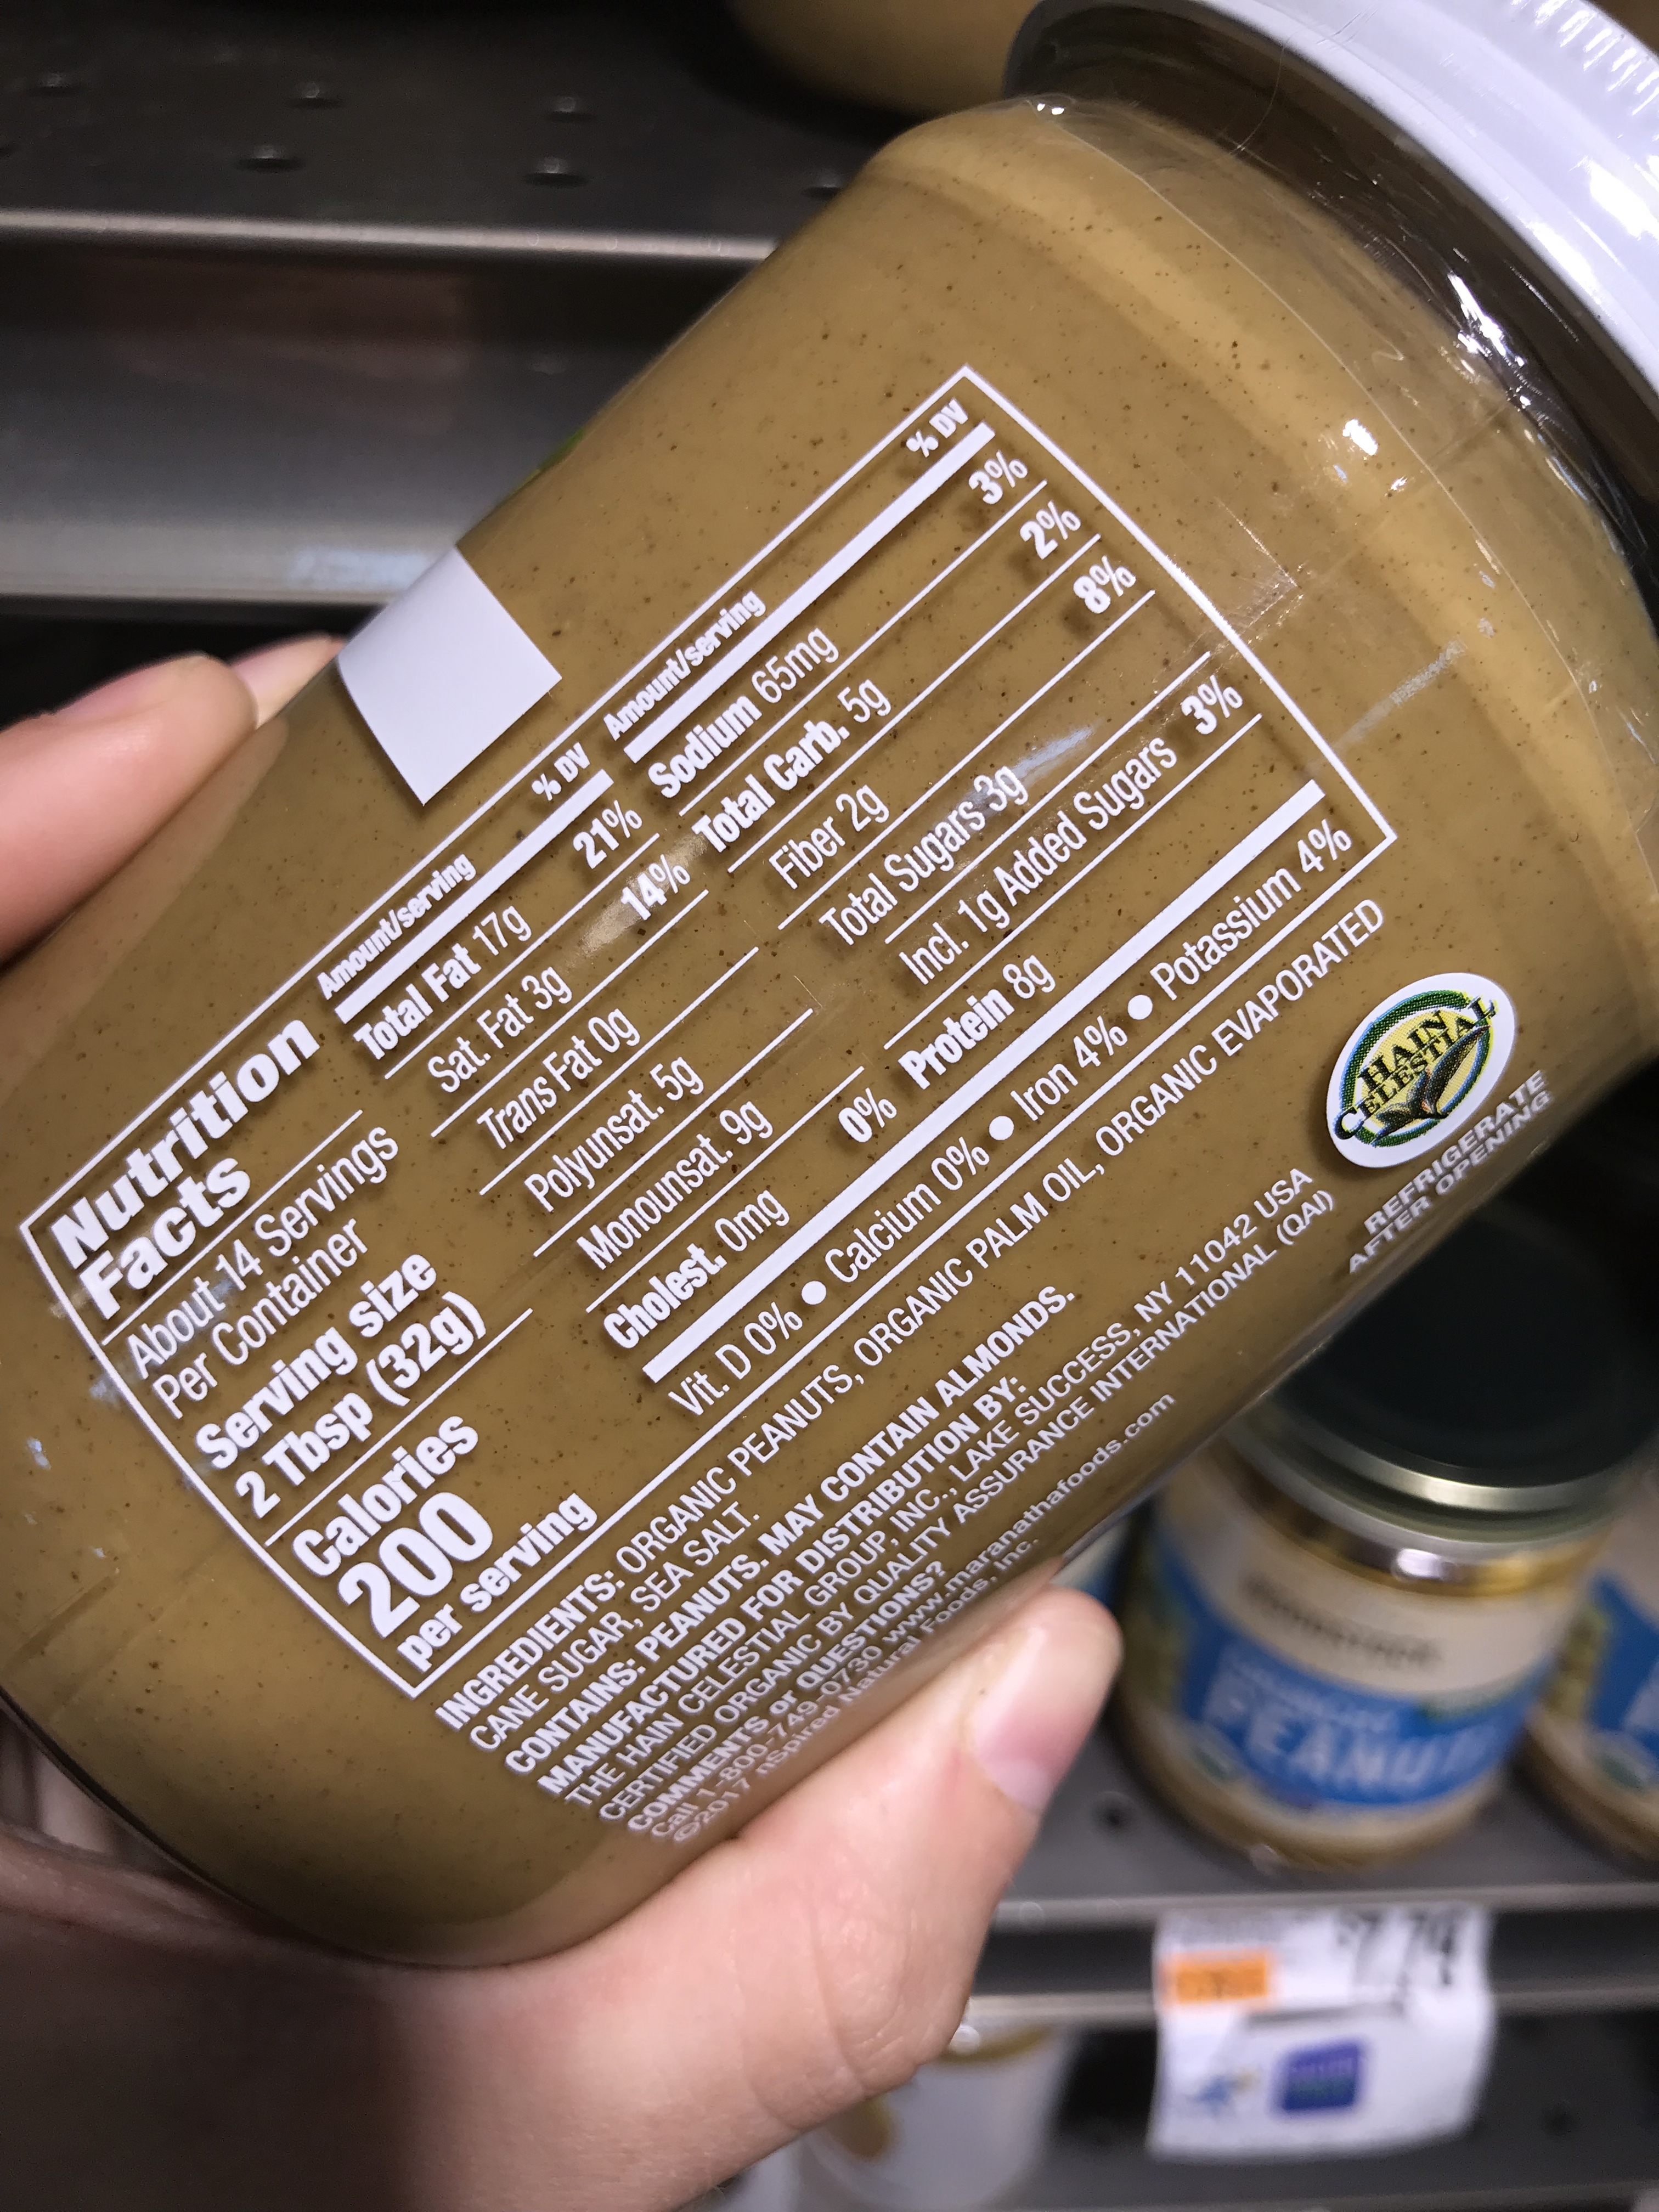 Nutrition
Facts
About 14 Servings
Per Container
Serving size
2 Tbsp (32g)
Calories
200
per serving
Amount/serving % DV
Total Fat 17g 21%
Sat. Fat 3g 14%
Trans Fat 0g
Polyunsat. 5g
Monounsat. 9g
Cholest. 0mg 0%
Amount/serving % DV
Sodium 65mg 3%
Total Carb. 5g 2%
Fiber 2g 8%
Total Sugars 3g
Incl. 1g Added Sugars 3%
Protein 8g
Vit. D 0% • Calcium 0% • Iron 4% • Potassium 4%
INGREDIENTS: ORGANIC PEANUTS, ORGANIC PALM OIL, ORGANIC EVAPORATED
CANE SUGAR, SEA SALT.
CONTAINS: PEANUTS. MAY CONTAIN ALMONDS.
MANUFACTURED FOR DISTRIBUTION BY:
THE HAIN CELESTIAL GROUP, INC., LAKE SUCCESS, NY 11042 USA
CERTIFIED ORGANIC BY QUALITY ASSURANCE INTERNATIONAL (QAI)
COMMENTS or QUESTIONS?
Call 1-800-749-0730 www.maranathafoods.com
©2017 nSpired Natural Foods, Inc.
HAIN
CELESTIAL
REFRIGERATE
AFTER OPENING
PEANUT